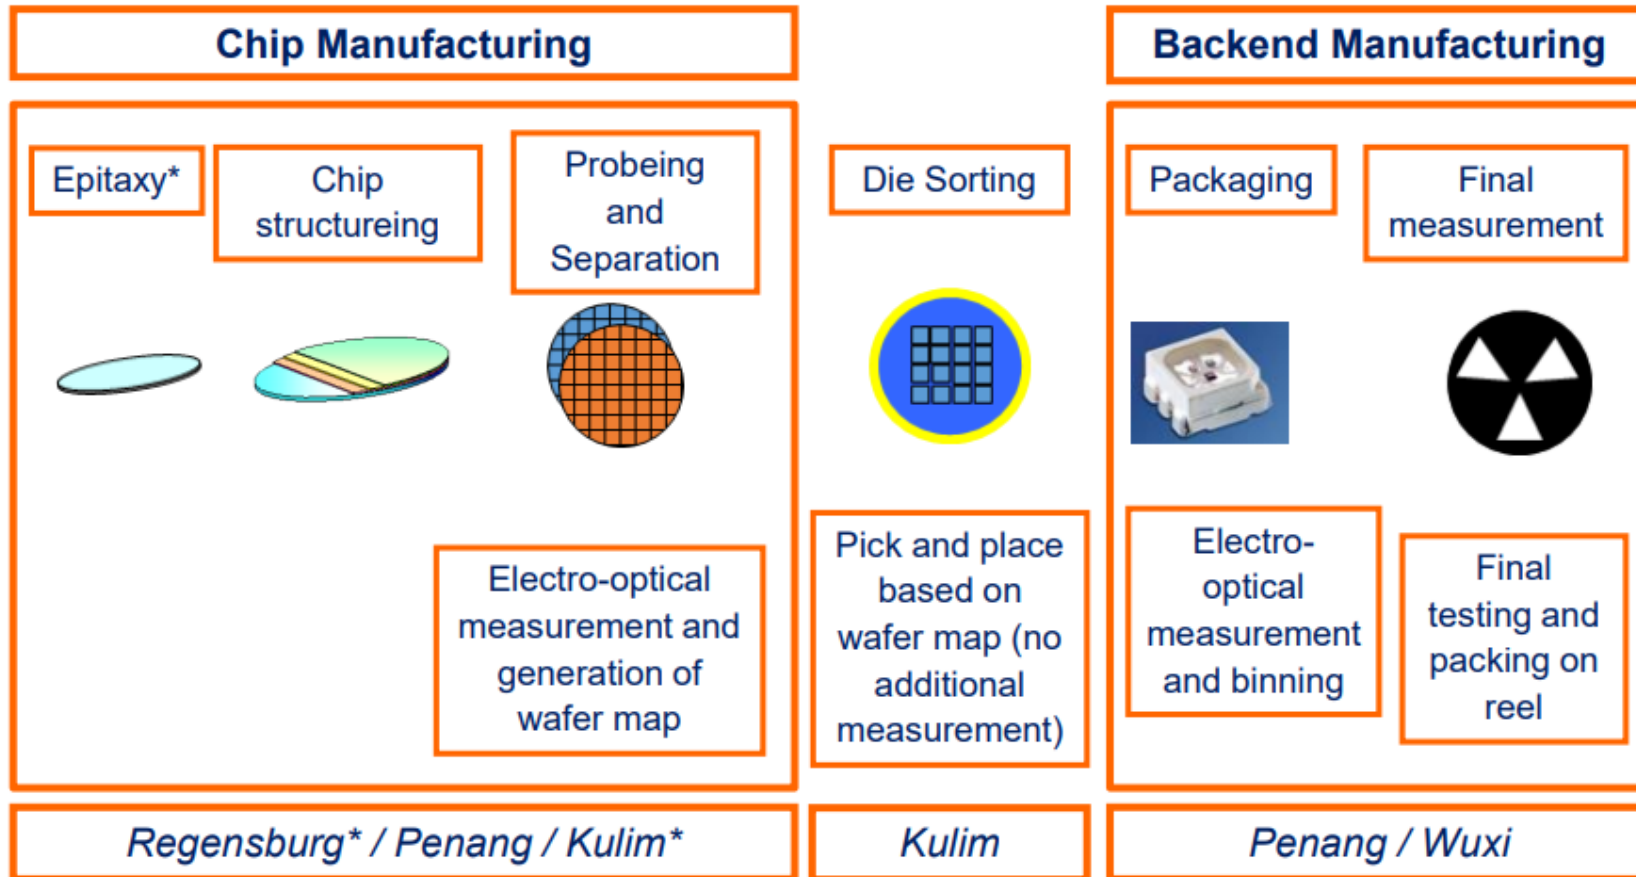 Chip Manufacturing
Backend Manufacturing
Epitaxy*
Chip
structureing
Probeing
and
Separation
Die Sorting
Packaging
Final
measurement
Electro-optical
measurement and
generation of
wafer map
Pick and place
based on
wafer map (no
additional
measurement)
Electro-
optical
measurement
and binning
Final
testing and
packing on
reel
Regensburg* / Penang / Kulim*
Kulim
Penang / Wuxi